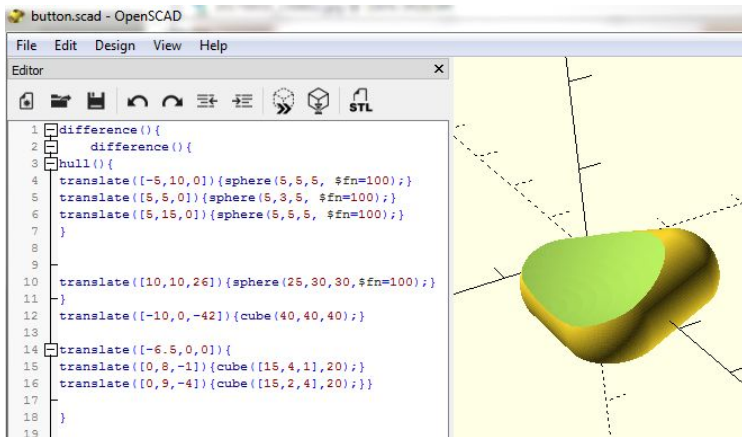 button.scad - OpenSCAD
File Edit Design View Help
Editor
STL
1 difference(){
2 difference(){
3 hull(){
4 translate([-5,10,0]){sphere(5,5,5, $fn=100);}
5 translate([5,5,0]){sphere(5,3,5, $fn=100);}
6 translate([5,15,0]){sphere(5,5,5, $fn=100);}
7 }
8
9
10 translate([10,10,26]){sphere(25,30,30,$fn=100);}
11 }
12 translate([-10,0,-42]){cube(40,40,40);}
13
14 translate([-6.5,0,0]){
15 translate([0,8,-1]){cube([15,4,1],20);}
16 translate([0,9,-4]){cube([15,2,4],20);}}
17
18 }
19